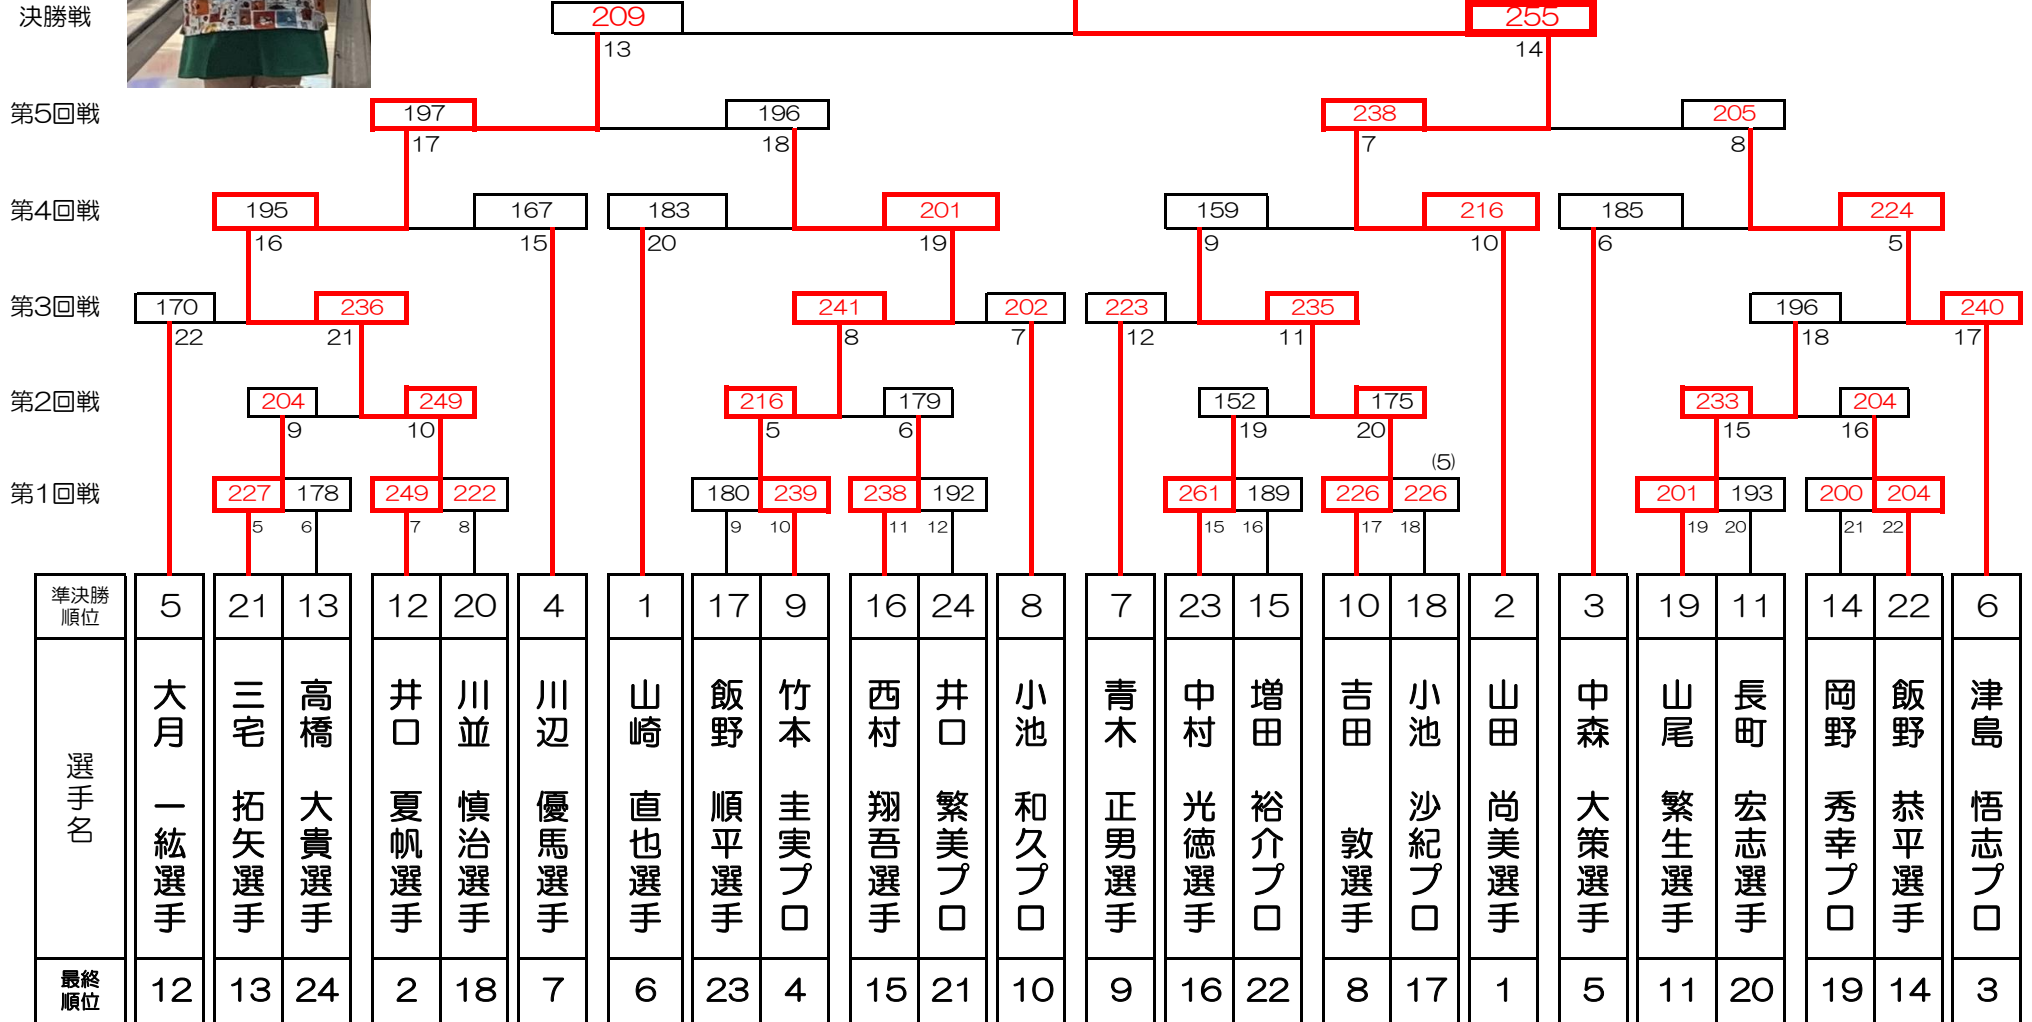 決勝戦 209 255
13 14
第5回戦 197 196 238 205
17 18 7 8
第4回戦 195 167 183 201 159 216 185 224
16 15 20 19 9 10 6 5
第3回戦 170 236 241 202 223 235 196 240
22 21 8 7 12 11 18 17
第2回戦 204 249 216 179 152 175 233 204
9 10 5 6 19 20 15 16
(5)
第1回戦 227 178 249 222 180 239 238 192 261 189 226 226 201 193 200 204
5 6 7 8 9 10 11 12 15 16 17 18 19 20 21 22
準決勝
順位
5 21 13 12 20 4 1 17 9 16 24 8 7 23 15 10 18 2 3 19 11 14 22 6
選手名
大月 一紘選手
三宅 拓矢選手
高橋 大貴選手
井口 夏帆選手
川並 慎治選手
川辺 優馬選手
山崎 直也選手
飯野 順平選手
竹本 圭実プロ
西村 翔吾選手
井口 繁美プロ
小池 和久プロ
青木 正男選手
中村 光徳選手
増田 裕介プロ
吉田 敦選手
小池 沙紀プロ
山田 尚美選手
中森 大策選手
山尾 繁生選手
長町 宏志選手
岡野 秀幸プロ
飯野 恭平選手
津島 悟志プロ
最終
順位
12 13 24 2 18 7 6 23 4 15 21 10 9 16 22 8 17 1 5 11 20 19 14 3